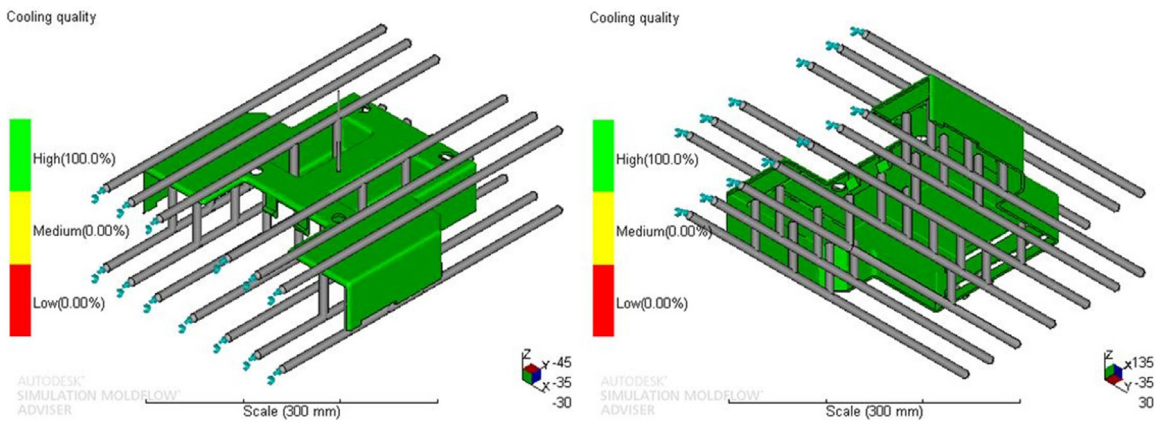 Cooling quality
High(100.0%)
Medium(0.00%)
Low(0.00%)
AUTODESK'
SIMULATION MOLDFLOW'
ADVISER
Scale (300 mm)
Z
Y -45
X -35
-30
Cooling quality
High(100.0%)
Medium(0.00%)
Low(0.00%)
AUTODESK'
SIMULATION MOLDFLOW'
ADVISER
Scale (300 mm)
Z
X 135
Y -35
30